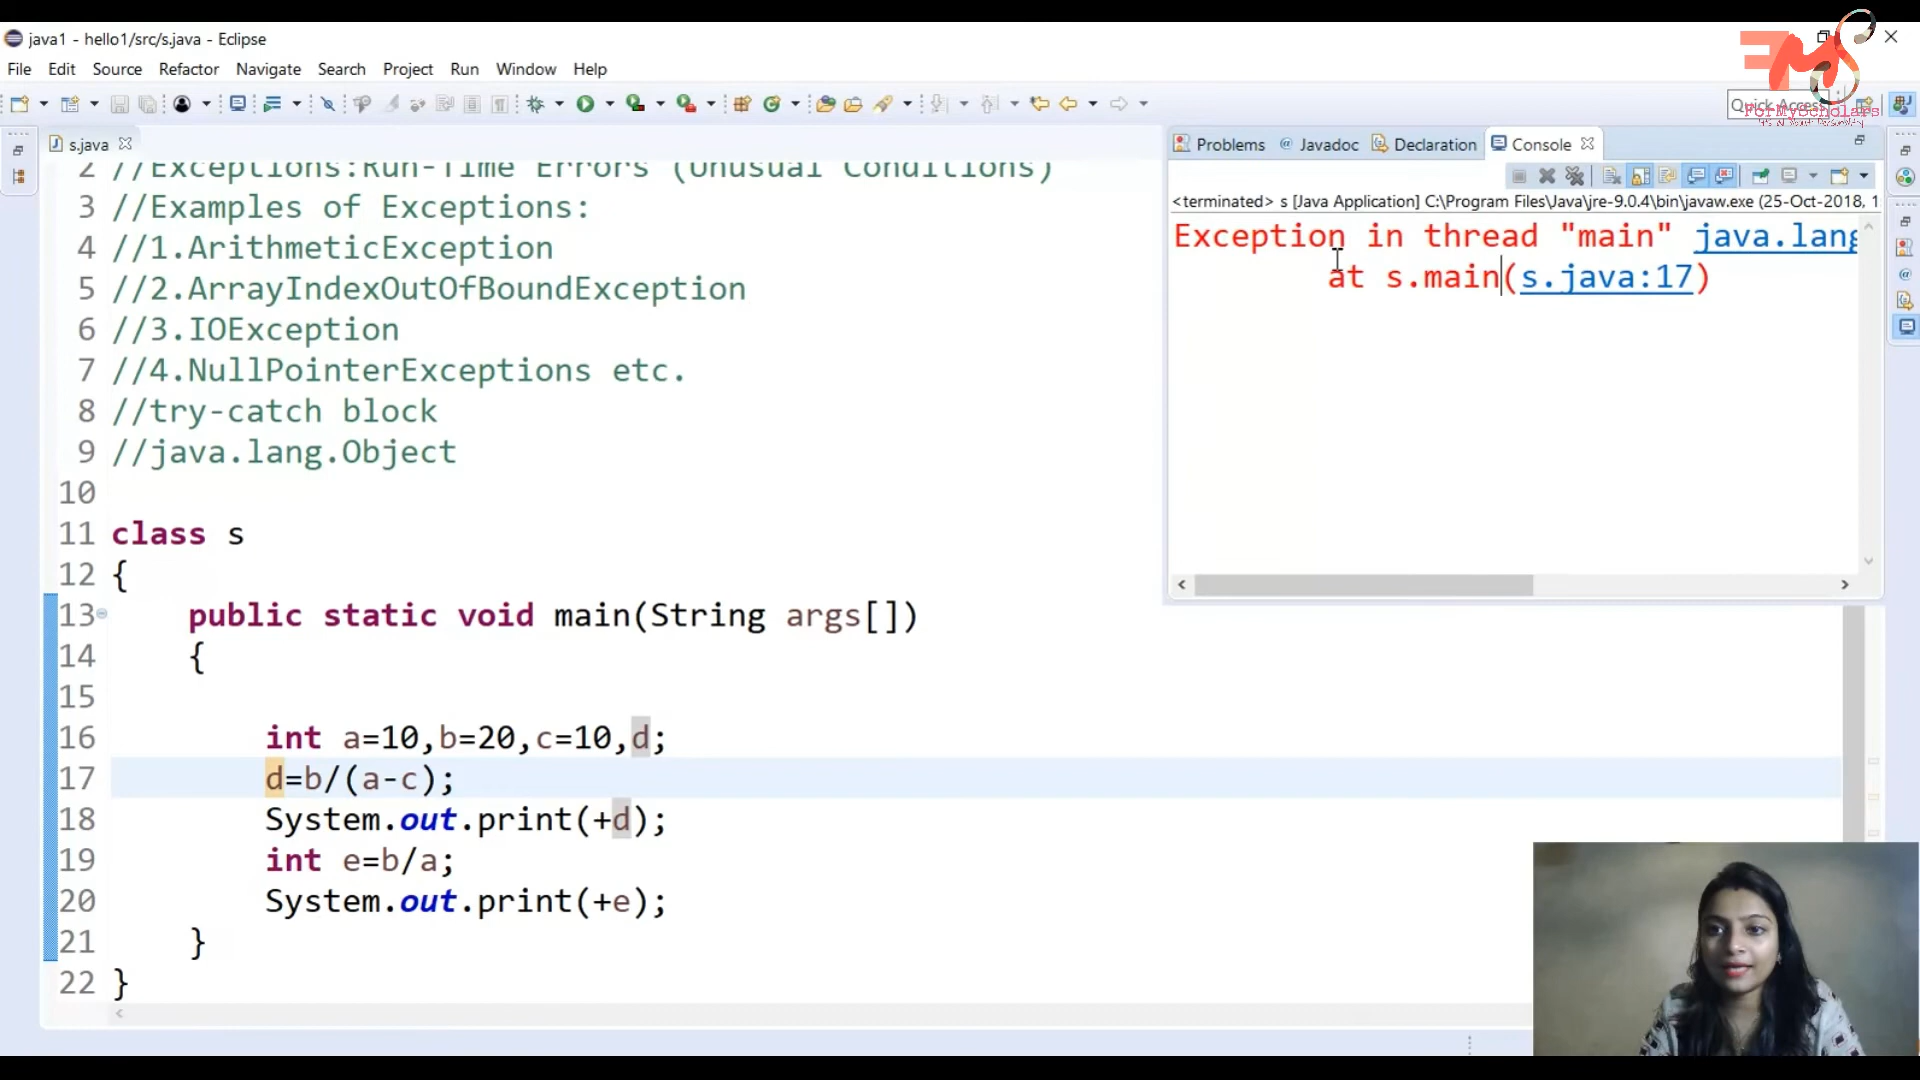 java1 - hello1/src/s.java - Eclipse
File Edit Source Refactor Navigate Search Project Run Window Help
Quick Access
ForMyScholars
s.java
Problems @ Javadoc Declaration Console
<terminated> s [Java Application] C:\Program Files\Java\jre-9.0.4\bin\javaw.exe (25-Oct-2018, 1
Exception in thread "main" java.lang
at s.main(s.java:17)
2 //Exceptions:Run-Time Errors (Unusual Conditions)
3 //Examples of Exceptions:
4 //1.ArithmeticException
5 //2.ArrayIndexOutOfBoundException
6 //3.IOException
7 //4.NullPointerExceptions etc.
8 //try-catch block
9 //java.lang.Object
10
11 class s
12 {
13 public static void main(String args[])
14 {
15
16 int a=10,b=20,c=10,d;
17 d=b/(a-c);
18 System.out.print(+d);
19 int e=b/a;
20 System.out.print(+e);
21 }
22 }